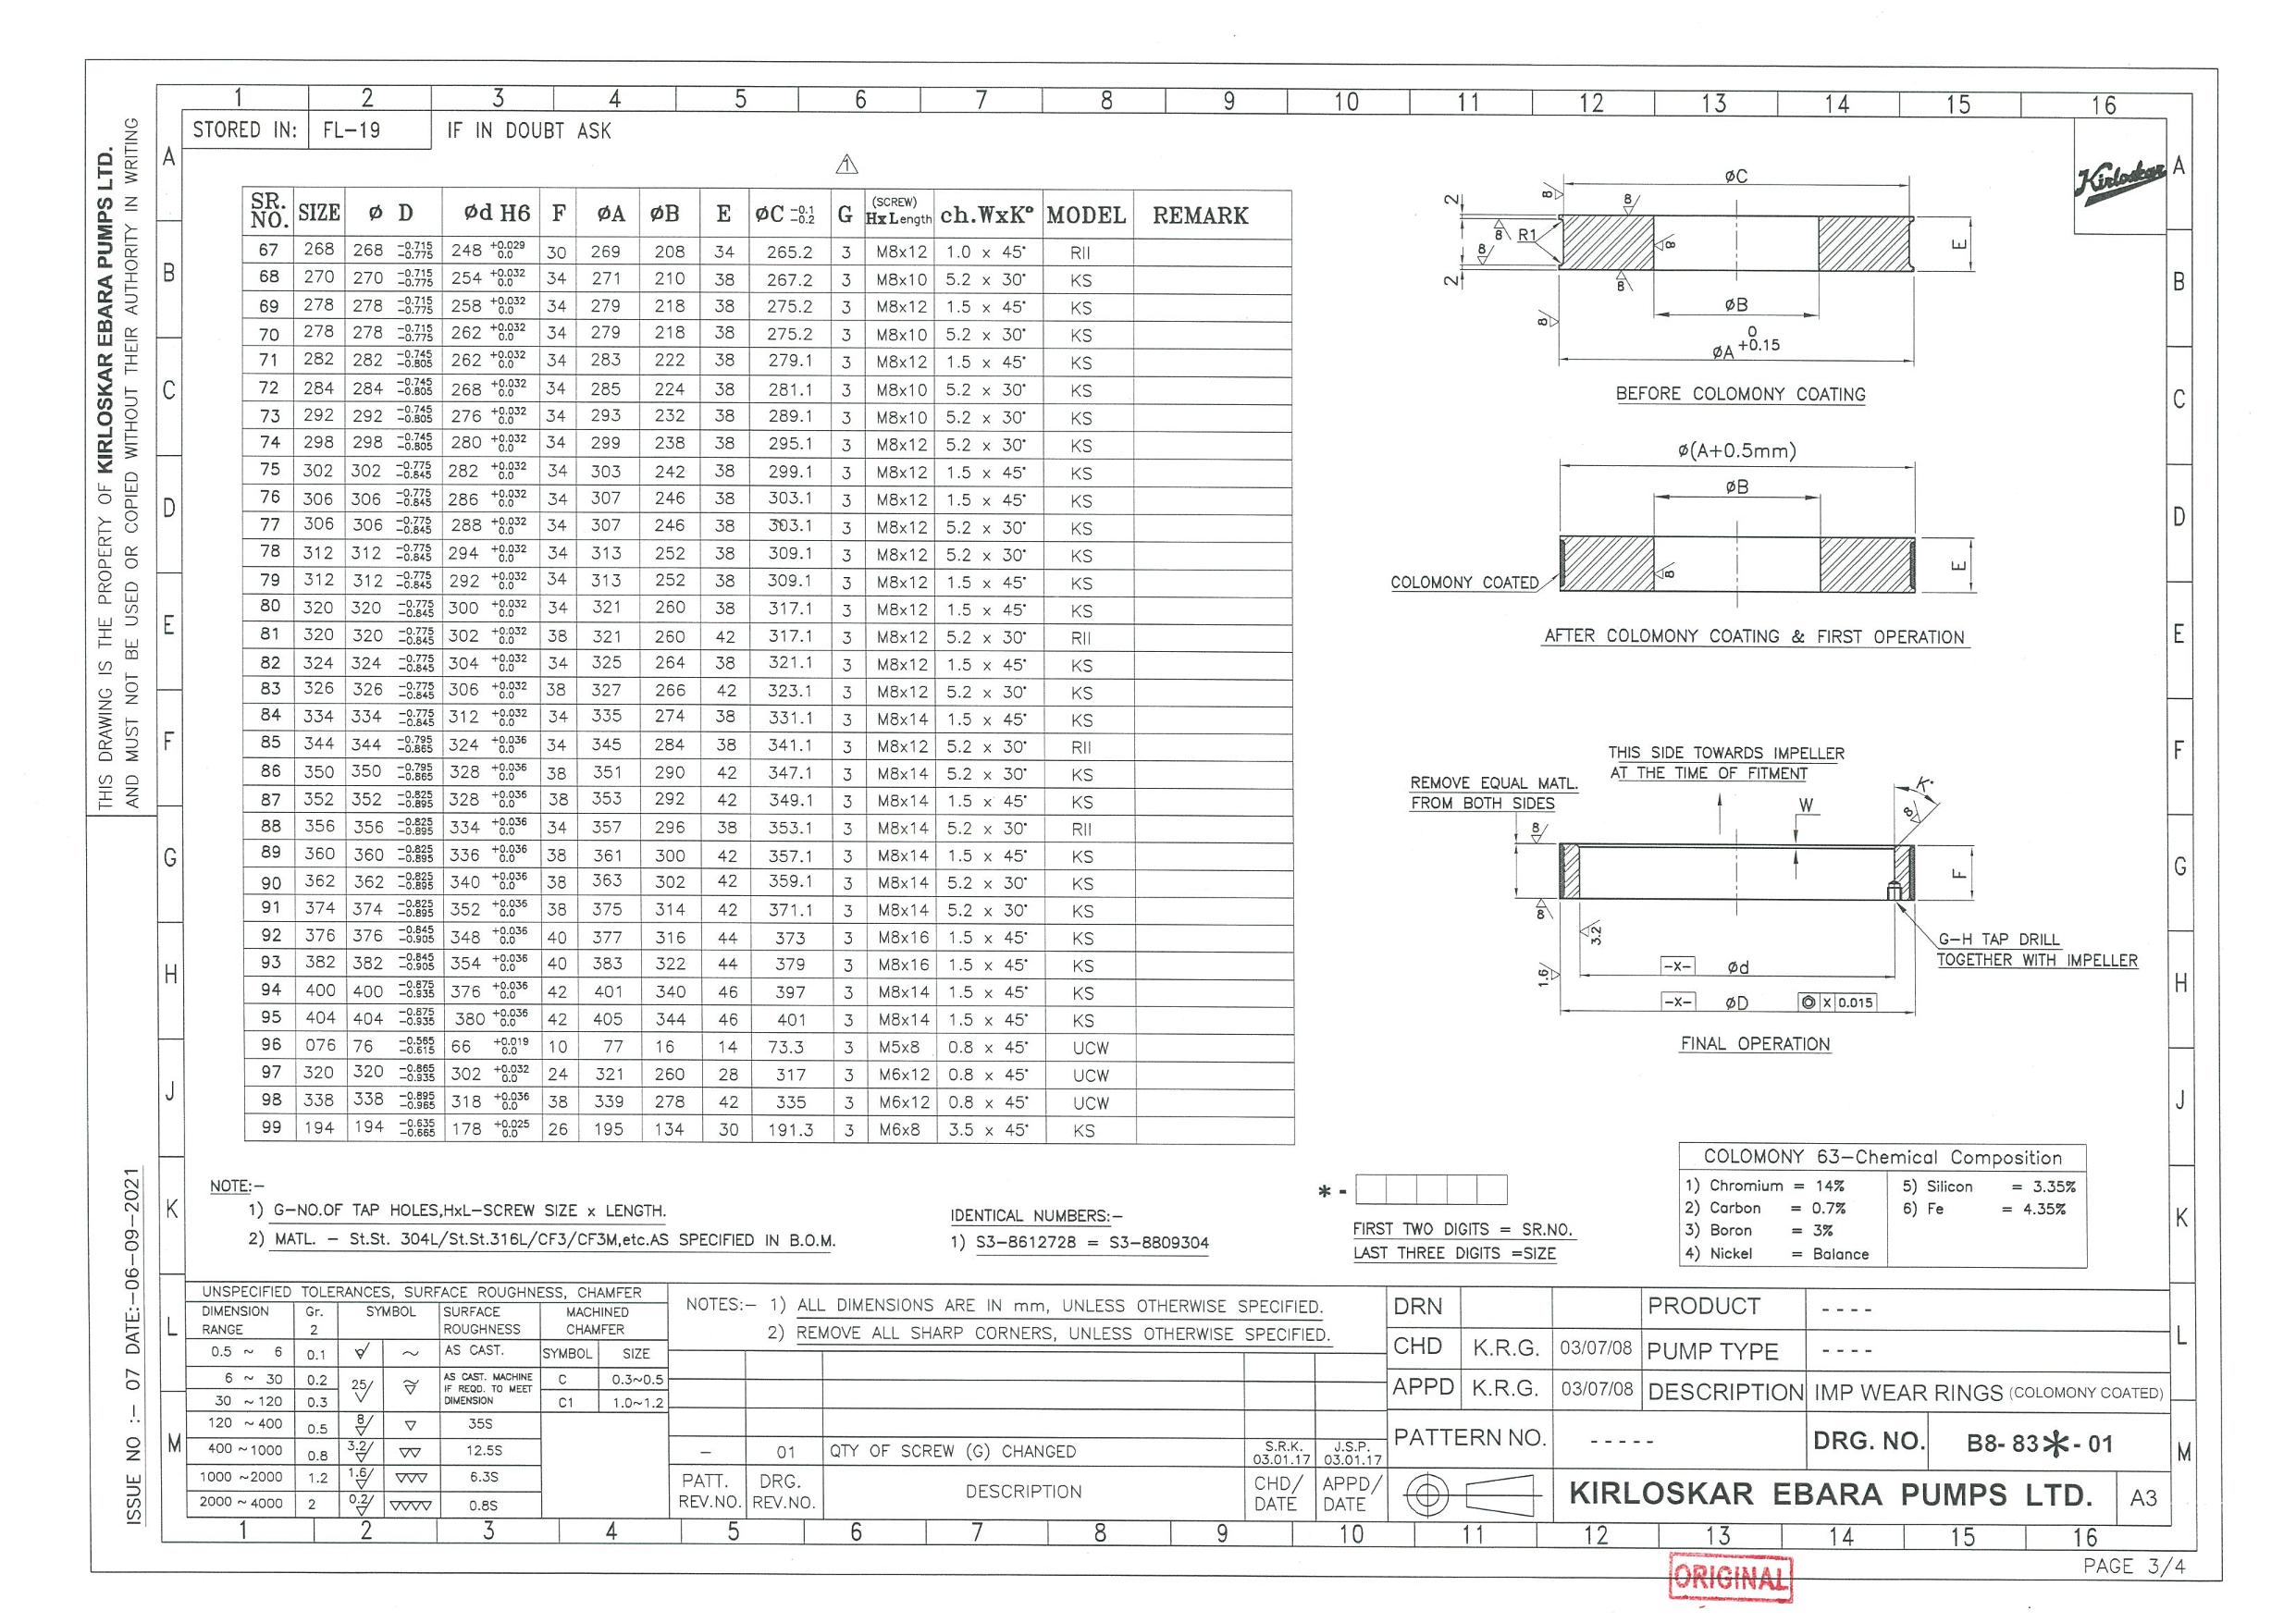 1 2 3 4 5 6 7 8 9 10 11 12 13 14 15 16
STORED IN: FL-19 IF IN DOUBT ASK
THIS DRAWING IS THE PROPERTY OF KIRLOSKAR EBARA PUMPS LTD.
AND MUST NOT BE USED OR COPIED WITHOUT THEIR AUTHORITY IN WRITING
ISSUE NO :- 07 DATE:-06-09-2021
A B C D E F G H J K L M
Kirloskar
1
SR. NO. SIZE ø D ød H6 F øA øB E øC -0.1 -0.2 G (SCREW) HxLength ch.WxK° MODEL REMARK
67 268 268 -0.715 -0.775 248 +0.029 0.0 30 269 208 34 265.2 3 M8x12 1.0 x 45° RII
68 270 270 -0.715 -0.775 254 +0.032 0.0 34 271 210 38 267.2 3 M8x10 5.2 x 30° KS
69 278 278 -0.715 -0.775 258 +0.032 0.0 34 279 218 38 275.2 3 M8x12 1.5 x 45° KS
70 278 278 -0.715 -0.775 262 +0.032 0.0 34 279 218 38 275.2 3 M8x10 5.2 x 30° KS
71 282 282 -0.745 -0.805 262 +0.032 0.0 34 283 222 38 279.1 3 M8x12 1.5 x 45° KS
72 284 284 -0.745 -0.805 268 +0.032 0.0 34 285 224 38 281.1 3 M8x10 5.2 x 30° KS
73 292 292 -0.745 -0.805 276 +0.032 0.0 34 293 232 38 289.1 3 M8x10 5.2 x 30° KS
74 298 298 -0.745 -0.805 280 +0.032 0.0 34 299 238 38 295.1 3 M8x12 5.2 x 30° KS
75 302 302 -0.775 -0.845 282 +0.032 0.0 34 303 242 38 299.1 3 M8x12 1.5 x 45° KS
76 306 306 -0.775 -0.845 286 +0.032 0.0 34 307 246 38 303.1 3 M8x12 1.5 x 45° KS
77 306 306 -0.775 -0.845 288 +0.032 0.0 34 307 246 38 303.1 3 M8x12 5.2 x 30° KS
78 312 312 -0.775 -0.845 294 +0.032 0.0 34 313 252 38 309.1 3 M8x12 5.2 x 30° KS
79 312 312 -0.775 -0.845 292 +0.032 0.0 34 313 252 38 309.1 3 M8x12 1.5 x 45° KS
80 320 320 -0.775 -0.845 300 +0.032 0.0 34 321 260 38 317.1 3 M8x12 1.5 x 45° KS
81 320 320 -0.775 -0.845 302 +0.032 0.0 38 321 260 42 317.1 3 M8x12 5.2 x 30° RII
82 324 324 -0.775 -0.845 304 +0.032 0.0 34 325 264 38 321.1 3 M8x12 1.5 x 45° KS
83 326 326 -0.775 -0.845 306 +0.032 0.0 38 327 266 42 323.1 3 M8x12 5.2 x 30° KS
84 334 334 -0.775 -0.845 312 +0.032 0.0 34 335 274 38 331.1 3 M8x14 1.5 x 45° KS
85 344 344 -0.795 -0.865 324 +0.036 0.0 34 345 284 38 341.1 3 M8x12 5.2 x 30° RII
86 350 350 -0.795 -0.865 328 +0.036 0.0 38 351 290 42 347.1 3 M8x14 5.2 x 30° KS
87 352 352 -0.825 -0.895 328 +0.036 0.0 38 353 292 42 349.1 3 M8x14 1.5 x 45° KS
88 356 356 -0.825 -0.895 334 +0.036 0.0 34 357 296 38 353.1 3 M8x14 5.2 x 30° RII
89 360 360 -0.825 -0.895 336 +0.036 0.0 38 361 300 42 357.1 3 M8x14 1.5 x 45° KS
90 362 362 -0.825 -0.895 340 +0.036 0.0 38 363 302 42 359.1 3 M8x14 5.2 x 30° KS
91 374 374 -0.825 -0.895 352 +0.036 0.0 38 375 314 42 371.1 3 M8x14 5.2 x 30° KS
92 376 376 -0.845 -0.905 348 +0.036 0.0 40 377 316 44 373 3 M8x16 1.5 x 45° KS
93 382 382 -0.845 -0.905 354 +0.036 0.0 40 383 322 44 379 3 M8x16 1.5 x 45° KS
94 400 400 -0.875 -0.935 376 +0.036 0.0 42 401 340 46 397 3 M8x14 1.5 x 45° KS
95 404 404 -0.875 -0.935 380 +0.036 0.0 42 405 344 46 401 3 M8x14 1.5 x 45° KS
96 076 76 -0.565 -0.615 66 +0.019 0.0 10 77 16 14 73.3 3 M5x8 0.8 x 45° UCW
97 320 320 -0.865 -0.935 302 +0.032 0.0 24 321 260 28 317 3 M6x12 0.8 x 45° UCW
98 338 338 -0.895 -0.965 318 +0.036 0.0 38 339 278 42 335 3 M6x12 0.8 x 45° UCW
99 194 194 -0.635 -0.665 178 +0.025 0.0 26 195 134 30 191.3 3 M6x8 3.5 x 45° KS
øC
8 8
2 8 R1 8 E
2 8 8
øB
8
øA 0 +0.15
BEFORE COLOMONY COATING
ø(A+0.5mm)
øB
8 E
COLOMONY COATED
AFTER COLOMONY COATING & FIRST OPERATION
THIS SIDE TOWARDS IMPELLER
AT THE TIME OF FITMENT
REMOVE EQUAL MATL.
FROM BOTH SIDES
W K° 8
8 F
8 3.2
G-H TAP DRILL
TOGETHER WITH IMPELLER
-X- ød
1.6
-X- øD ◎ X 0.015
FINAL OPERATION
NOTE:-
1) G-NO.OF TAP HOLES,HxL-SCREW SIZE x LENGTH.
2) MATL. - St.St. 304L/St.St.316L/CF3/CF3M,etc.AS SPECIFIED IN B.O.M.
IDENTICAL NUMBERS:-
1) S3-8612728 = S3-8809304
* -
FIRST TWO DIGITS = SR.NO.
LAST THREE DIGITS =SIZE
COLOMONY 63-Chemical Composition
1) Chromium = 14% 5) Silicon = 3.35%
2) Carbon = 0.7% 6) Fe = 4.35%
3) Boron = 3%
4) Nickel = Balance
UNSPECIFIED TOLERANCES, SURFACE ROUGHNESS, CHAMFER
DIMENSION RANGE Gr. 2 SYMBOL SURFACE ROUGHNESS MACHINED CHAMFER
0.5 ~ 6 0.1 ~ AS CAST. SYMBOL SIZE
6 ~ 30 0.2 25 AS CAST. MACHINE IF REQD. TO MEET DIMENSION C 0.3~0.5
30 ~ 120 0.3 C1 1.0~1.2
120 ~ 400 0.5 8 ▽ 35S
400 ~ 1000 0.8 3.2 ▽▽ 12.5S
1000 ~ 2000 1.2 1.6 ▽▽▽ 6.3S
2000 ~ 4000 2 0.2 ▽▽▽▽ 0.8S
NOTES:- 1) ALL DIMENSIONS ARE IN mm, UNLESS OTHERWISE SPECIFIED.
2) REMOVE ALL SHARP CORNERS, UNLESS OTHERWISE SPECIFIED.
- 01 QTY OF SCREW (G) CHANGED S.R.K. 03.01.17 J.S.P. 03.01.17
PATT. REV.NO. DRG. REV.NO. DESCRIPTION CHD/ DATE APPD/ DATE
DRN PRODUCT ----
CHD K.R.G. 03/07/08 PUMP TYPE ----
APPD K.R.G. 03/07/08 DESCRIPTION IMP WEAR RINGS (COLOMONY COATED)
PATTERN NO. ----- DRG. NO. B8-83*-01
KIRLOSKAR EBARA PUMPS LTD. A3
1 2 3 4 5 6 7 8 9 10 11 12 13 14 15 16
PAGE 3/4
ORIGINAL